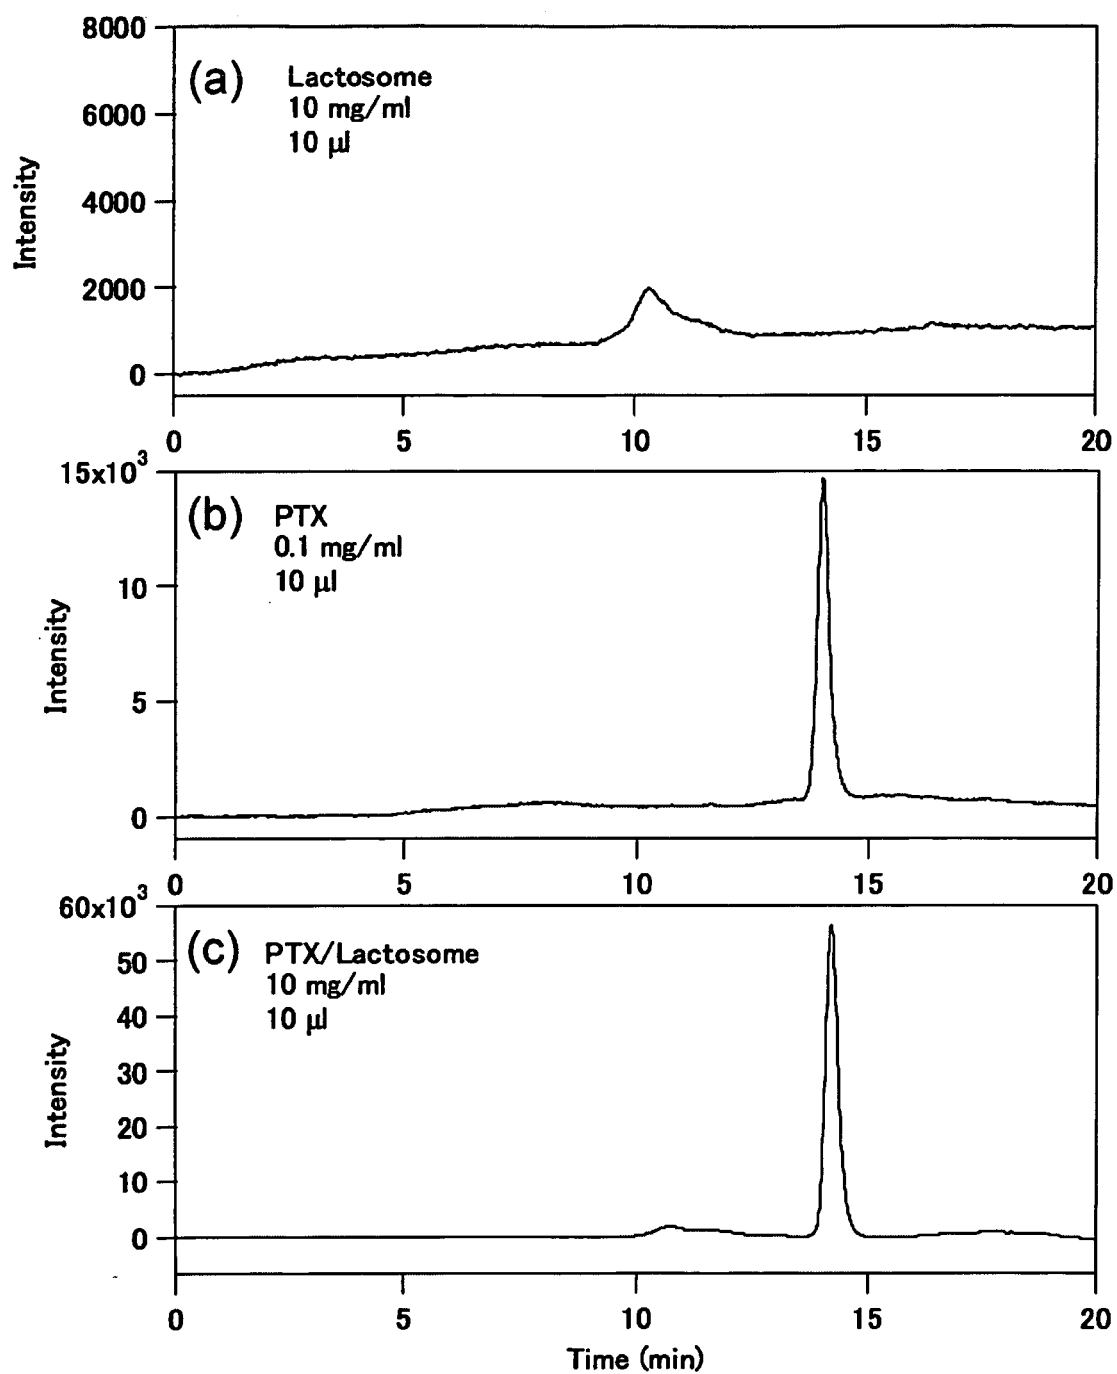 8000
6000
4000
2000
0
Intensity
(a)
Lactosome
10 mg/ml
10 μl
0 5 10 15 20
15x10³
10
5
0
Intensity
(b)
PTX
0.1 mg/ml
10 μl
0 5 10 15 20
60x10³
50
40
30
20
10
0
Intensity
(c)
PTX/Lactosome
10 mg/ml
10 μl
0 5 10 15 20
Time (min)